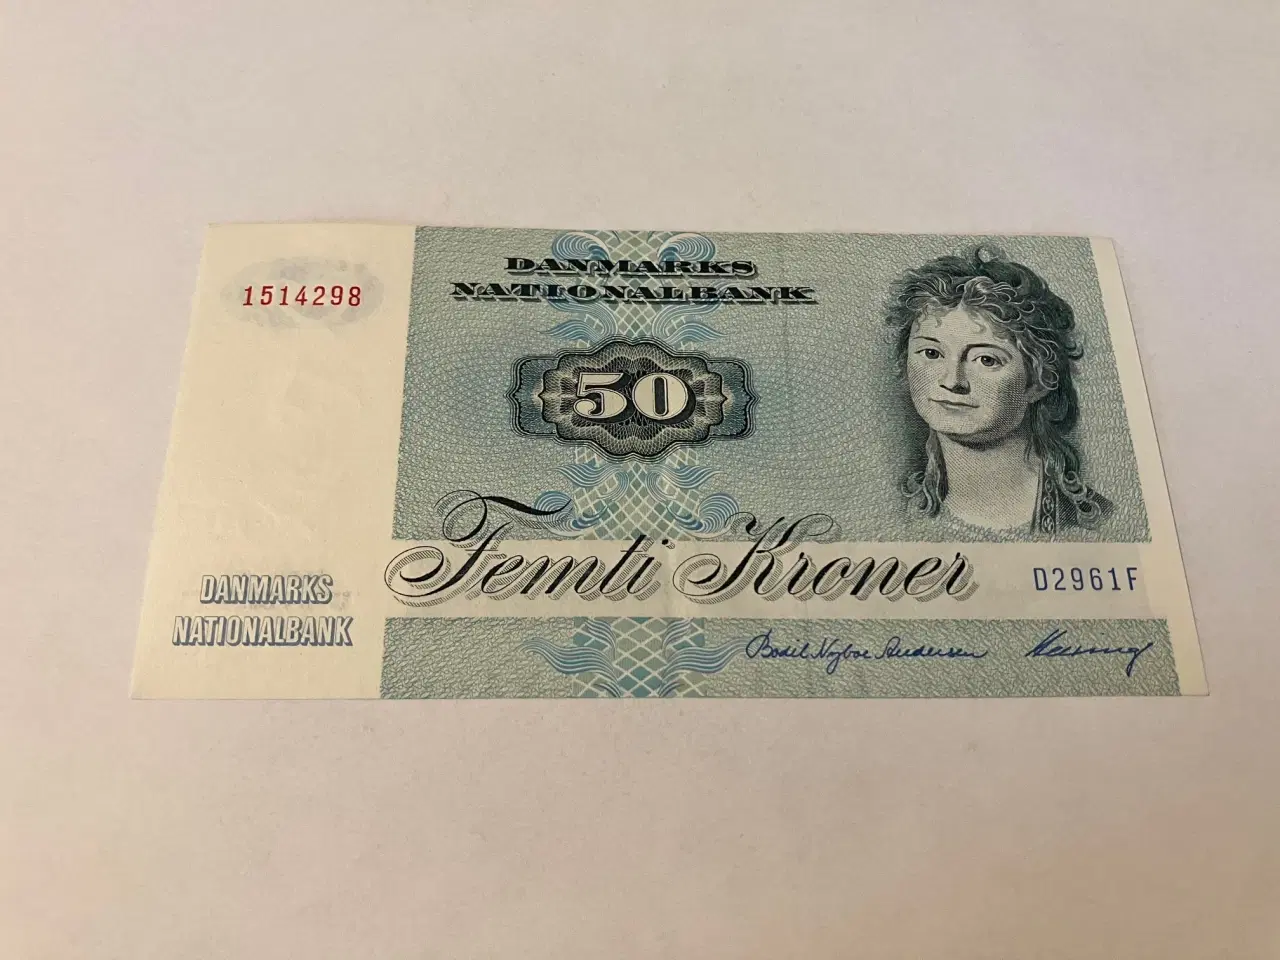 1514298
DANMARKS
NATIONALBANK
50
Femti Kroner
D2961F
DANMARKS
NATIONALBANK
Bodil Nyboe Andersen